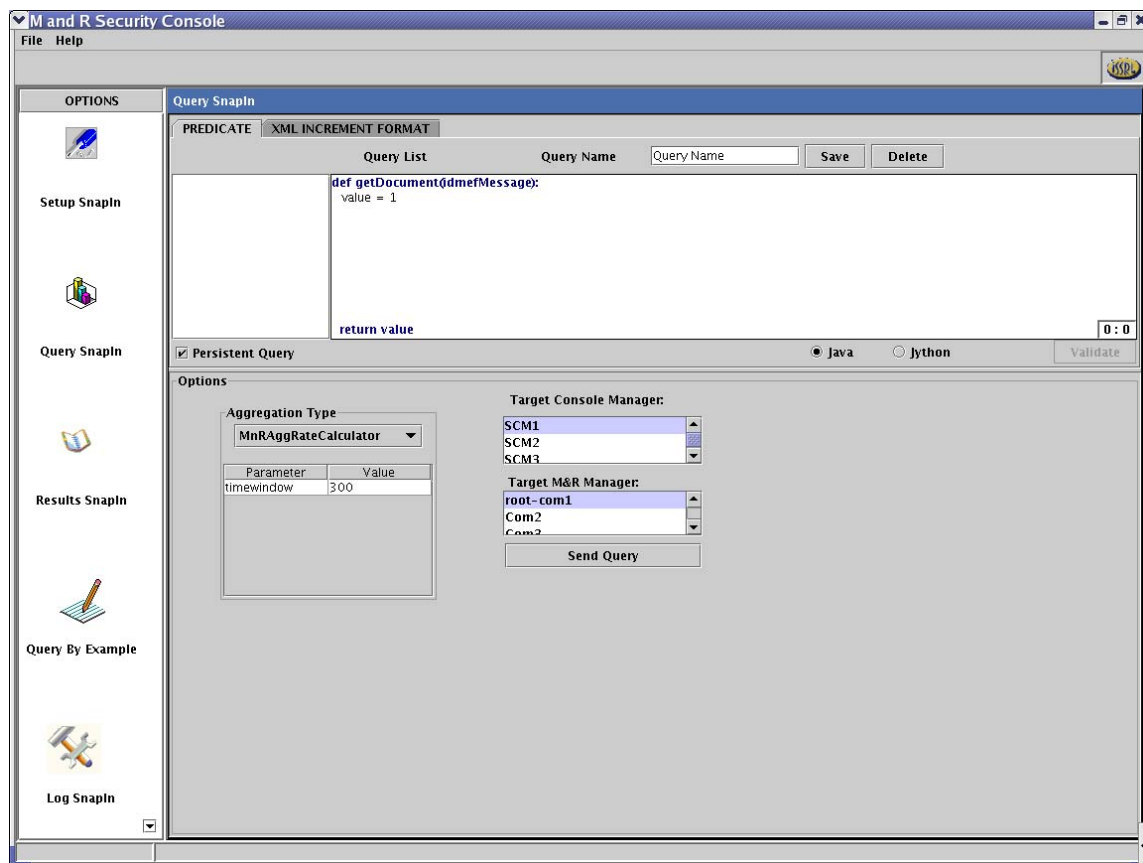 M and R Security Console
File Help
OPTIONS
Setup SnapIn
Query SnapIn
Results SnapIn
Query By Example
Log SnapIn
Query SnapIn
PREDICATE XML INCREMENT FORMAT
Query List Query Name Query Name Save Delete
def getDocument(idmefMessage):
value = 1
return value
0 : 0
Persistent Query Java Jython Validate
Options
Aggregation Type
MnRAggRateCalculator
Parameter Value
timewindow 300
Target Console Manager:
SCM1
SCM2
SCM3
Target M&R Manager:
root-com1
Com2
Com3
Send Query